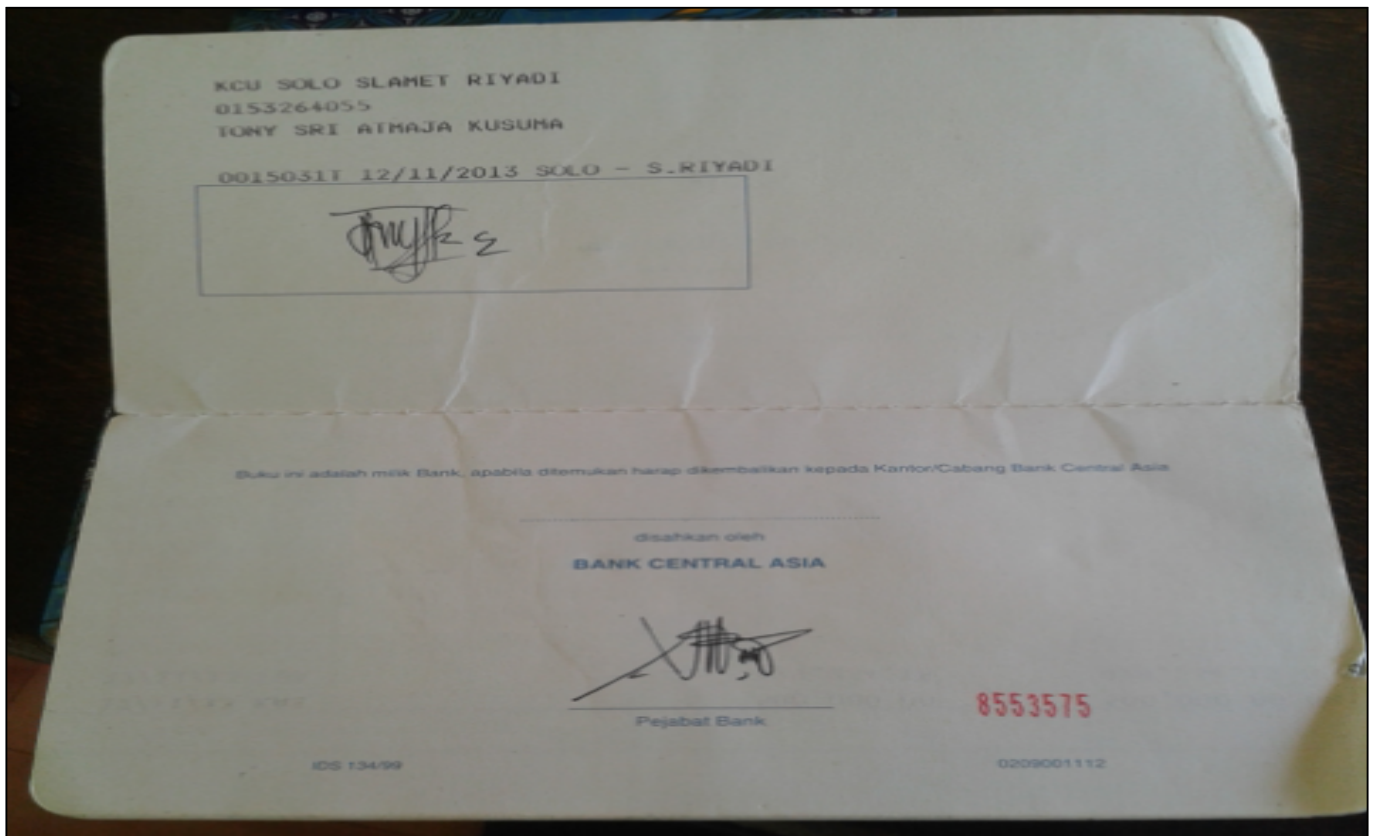 KCU SOLO SLAMET RIYADI
0153264055
TONY SRI ATMAJA KUSUMA
0015031T 12/11/2013 SOLO - S.RIYADI
Buku ini adalah milik Bank, apabila ditemukan harap dikembalikan kepada Kantor/Cabang Bank Central Asia
disahkan oleh
BANK CENTRAL ASIA
Pejabat Bank
8553575
IDS 134/99
0209001112